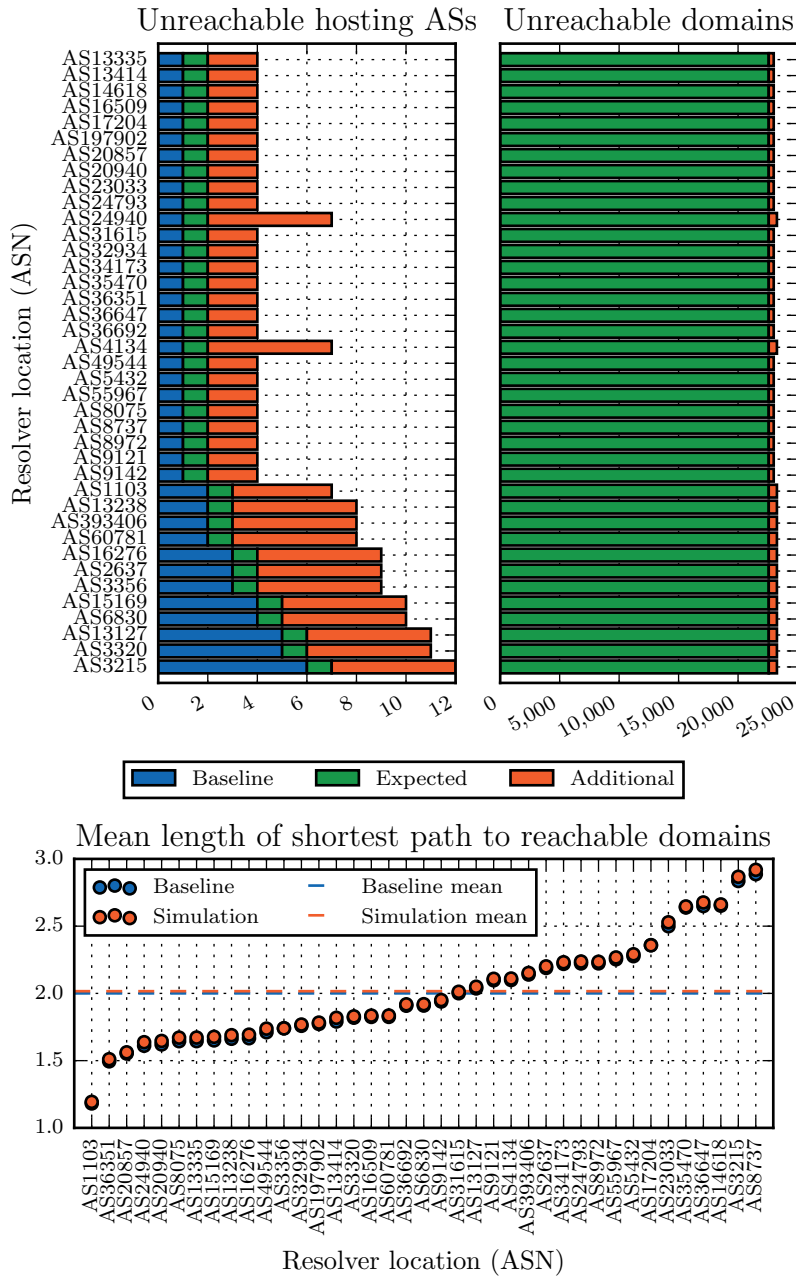 Unreachable hosting ASs
Unreachable domains
Resolver location (ASN)
AS13335
AS13414
AS14618
AS16509
AS17204
AS197902
AS20857
AS20940
AS23033
AS24793
AS24940
AS31615
AS32934
AS34173
AS35470
AS36351
AS36647
AS36692
AS4134
AS49544
AS5432
AS55967
AS8075
AS8737
AS8972
AS9121
AS9142
AS1103
AS13238
AS393406
AS60781
AS16276
AS2637
AS3356
AS15169
AS6830
AS13127
AS3320
AS3215
0 2 4 6 8 10 12
0 5,000 10,000 15,000 20,000 25,000
Baseline Expected Additional
Mean length of shortest path to reachable domains
3.0
2.5
2.0
1.5
1.0
Baseline Baseline mean
Simulation Simulation mean
AS1103
AS36351
AS20857
AS24940
AS20940
AS8075
AS13335
AS15169
AS13238
AS16276
AS49544
AS3356
AS32934
AS197902
AS13414
AS3320
AS16509
AS60781
AS36692
AS6830
AS9142
AS31615
AS13127
AS9121
AS4134
AS393406
AS2637
AS34173
AS24793
AS8972
AS55967
AS5432
AS17204
AS23033
AS35470
AS36647
AS14618
AS3215
AS8737
Resolver location (ASN)